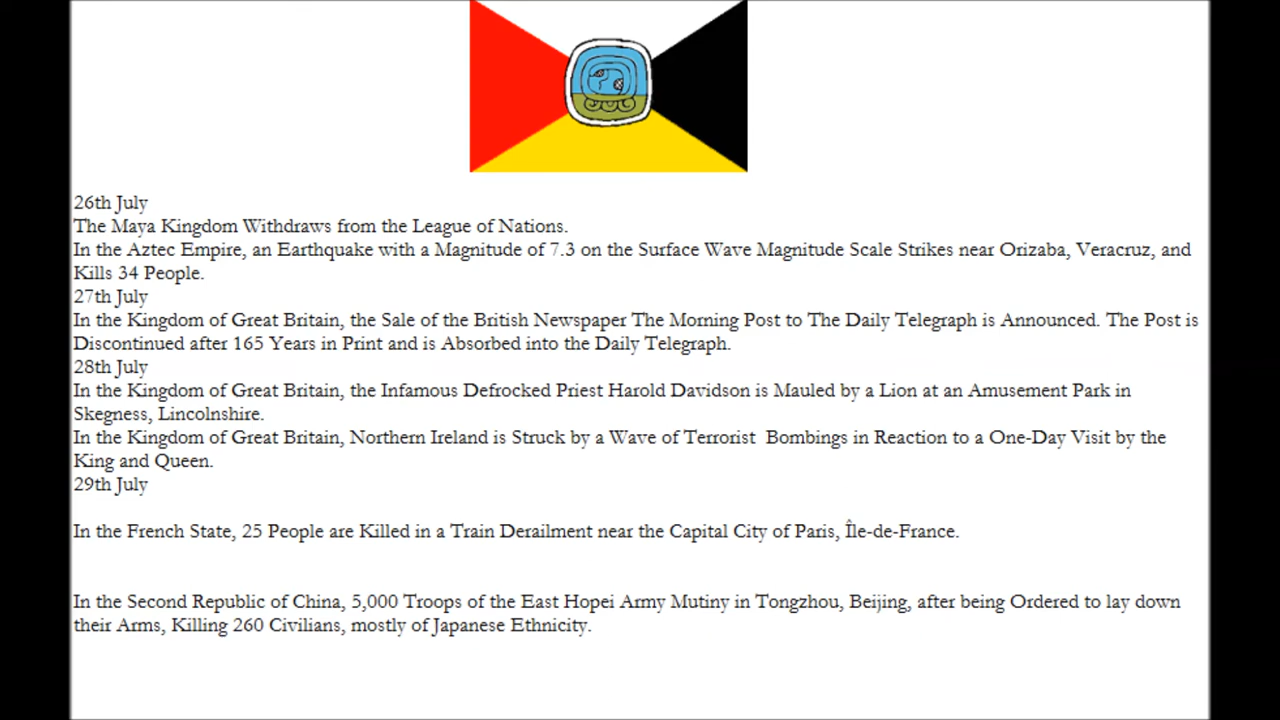 26th July
The Maya Kingdom Withdraws from the League of Nations.
In the Aztec Empire, an Earthquake with a Magnitude of 7.3 on the Surface Wave Magnitude Scale Strikes near Orizaba, Veracruz, and
Kills 34 People.
27th July
In the Kingdom of Great Britain, the Sale of the British Newspaper The Morning Post to The Daily Telegraph is Announced. The Post is
Discontinued after 165 Years in Print and is Absorbed into the Daily Telegraph.
28th July
In the Kingdom of Great Britain, the Infamous Defrocked Priest Harold Davidson is Mauled by a Lion at an Amusement Park in
Skegness, Lincolnshire.
In the Kingdom of Great Britain, Northern Ireland is Struck by a Wave of Terrorist  Bombings in Reaction to a One-Day Visit by the
King and Queen.
29th July
In the French State, 25 People are Killed in a Train Derailment near the Capital City of Paris, Île-de-France.
In the Second Republic of China, 5,000 Troops of the East Hopei Army Mutiny in Tongzhou, Beijing, after being Ordered to lay down
their Arms, Killing 260 Civilians, mostly of Japanese Ethnicity.